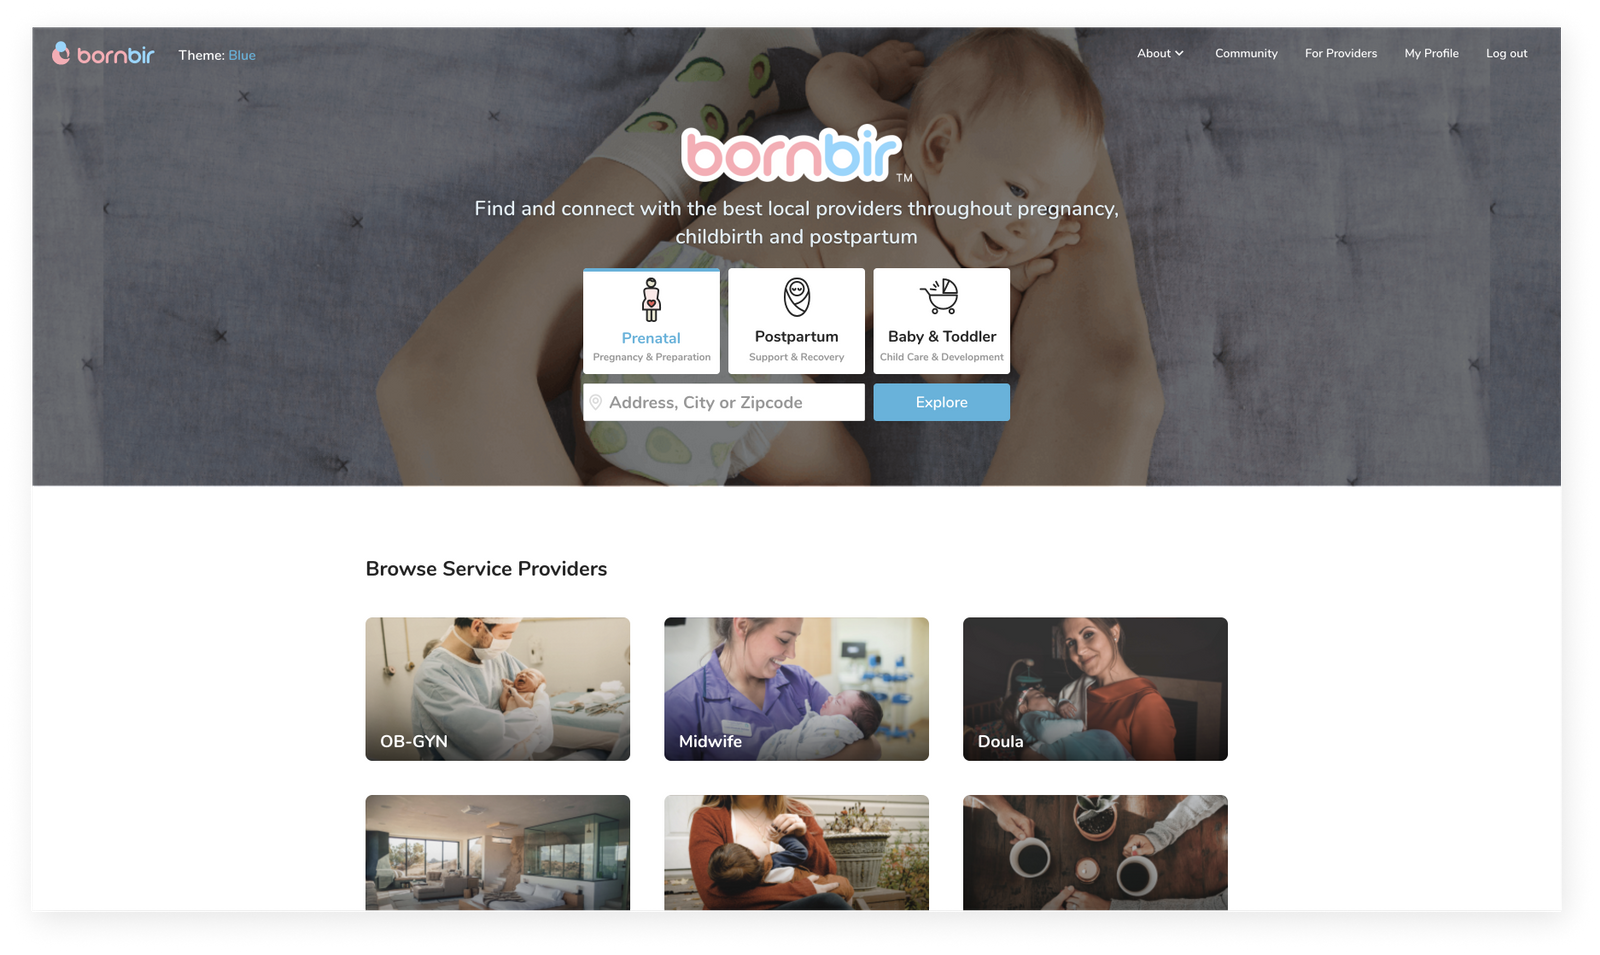 bornbir
Theme: Blue
About
Community
For Providers
My Profile
Log out
bornbir TM
Find and connect with the best local providers throughout pregnancy,
childbirth and postpartum
Prenatal
Pregnancy & Preparation
Postpartum
Support & Recovery
Baby & Toddler
Child Care & Development
Address, City or Zipcode
Explore
Browse Service Providers
OB-GYN
Midwife
Doula